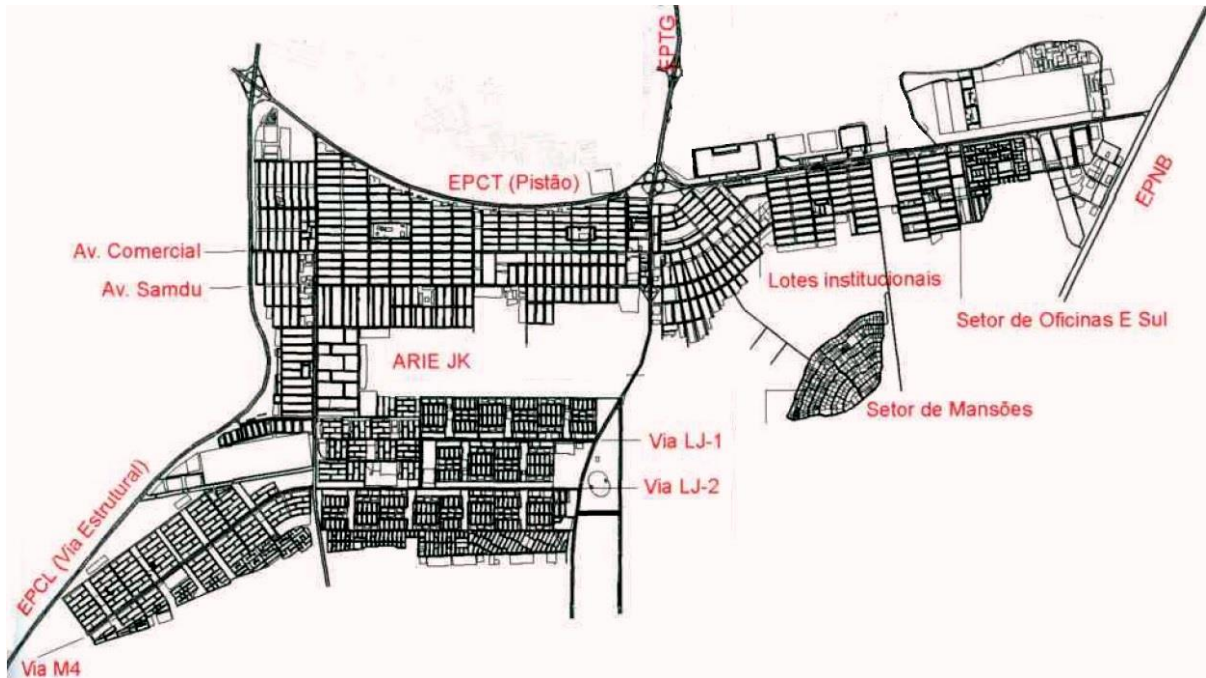 EPTG
EPCT (Pistão)
EPNB
Av. Comercial
Av. Samdu
Lotes institucionais
Setor de Oficinas E Sul
ARIE JK
Setor de Mansões
Via LJ-1
Via LJ-2
EPCL (Via Estrutural)
Via M4